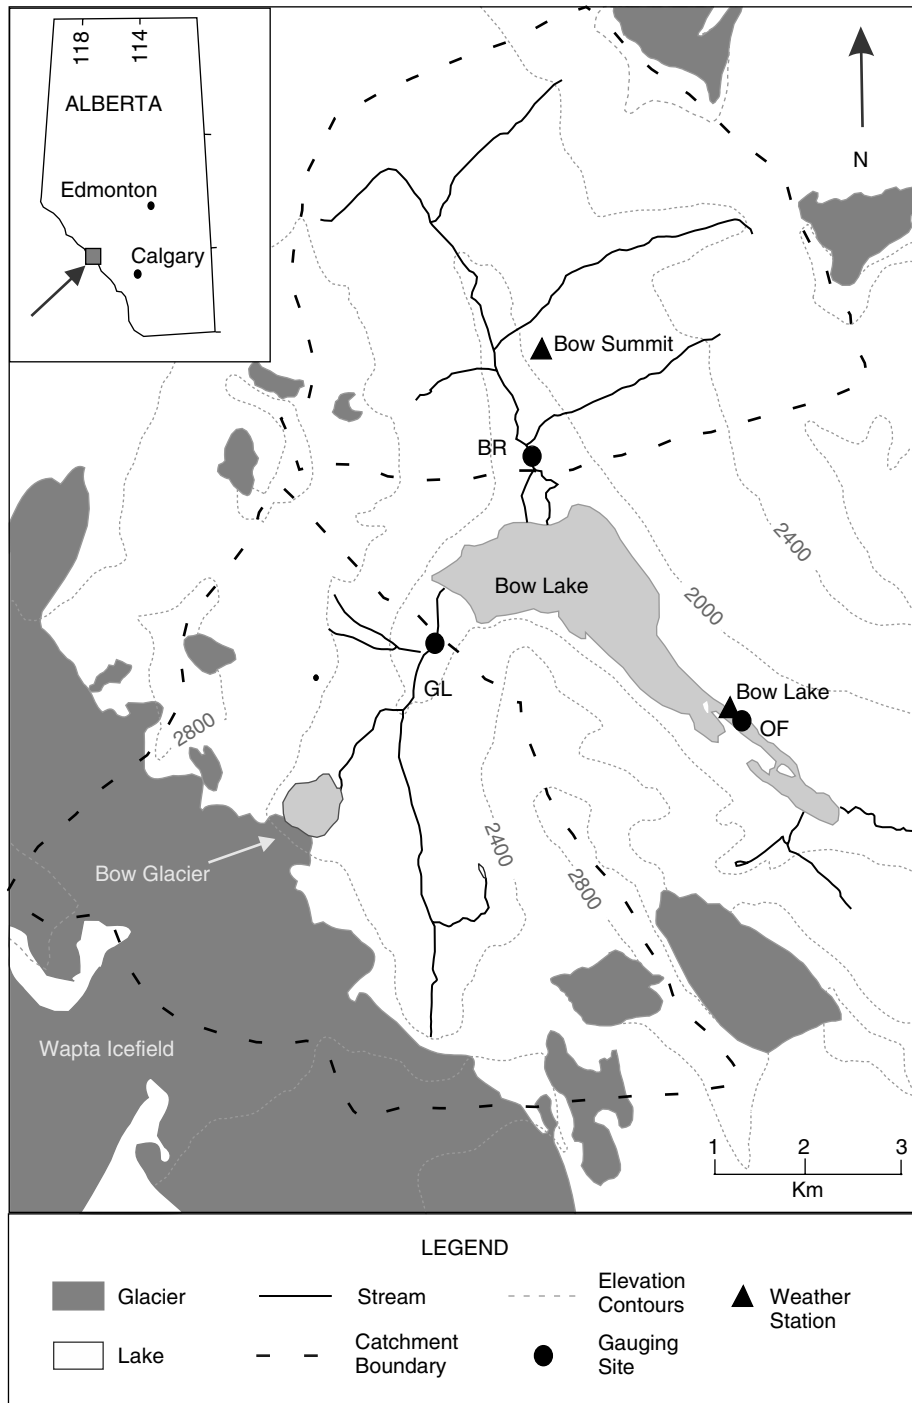 118
114
ALBERTA
Edmonton
Calgary
N
Bow Summit
BR
2400
Bow Lake
2000
GL
Bow Lake
OF
2800
2400
Bow Glacier
2800
Wapta Icefield
1 2 3
Km
LEGEND
Glacier
Stream
Elevation
Contours
Weather
Station
Lake
Catchment
Boundary
Gauging
Site